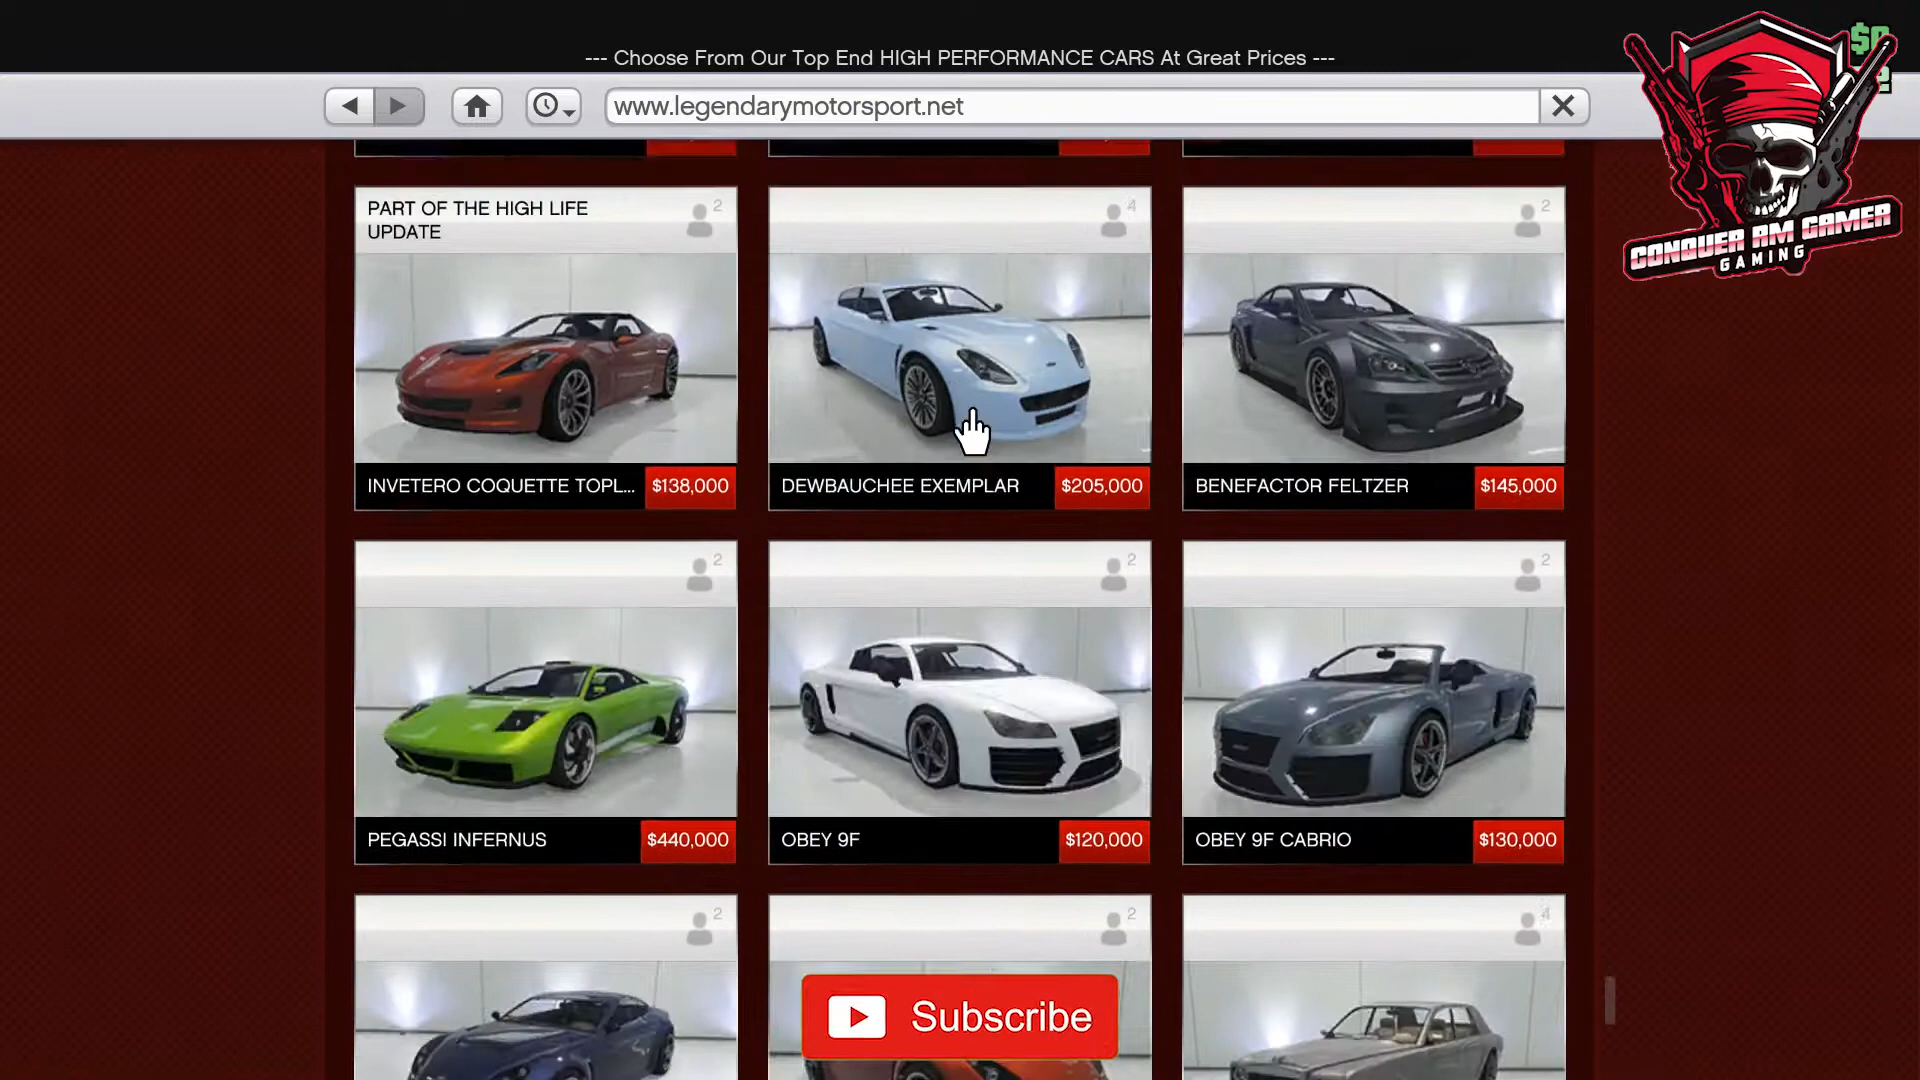 --- Choose From Our Top End HIGH PERFORMANCE CARS At Great Prices ---
www.legendarymotorsport.net
PART OF THE HIGH LIFE
UPDATE
2
4
2
INVETERO COQUETTE TOPL...
$138,000
DEWBAUCHEE EXEMPLAR
$205,000
BENEFACTOR FELTZER
$145,000
2
2
2
PEGASSI INFERNUS
$440,000
OBEY 9F
$120,000
OBEY 9F CABRIO
$130,000
2
2
Subscribe
CONQUER AM GAMER
GAMING